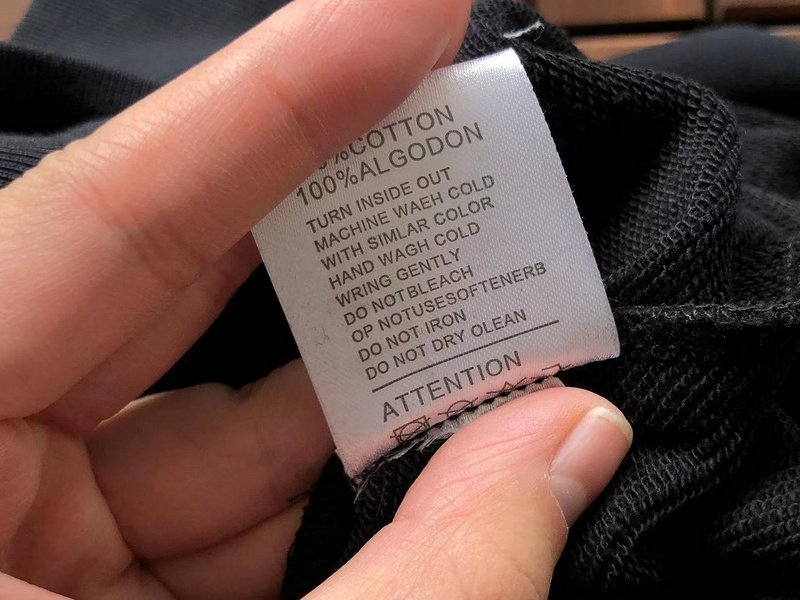 %COTTON
100%ALGODON
TURN INSIDE OUT
MACHINE WAEH COLD
WITH SIMLAR COLOR
HAND WAGH COLD
WRING GENTLY
DO NOTBLEACH
OP NOTUSESOFTENERB
DO NOT IRON
DO NOT DRY OLEAN
ATTENTION